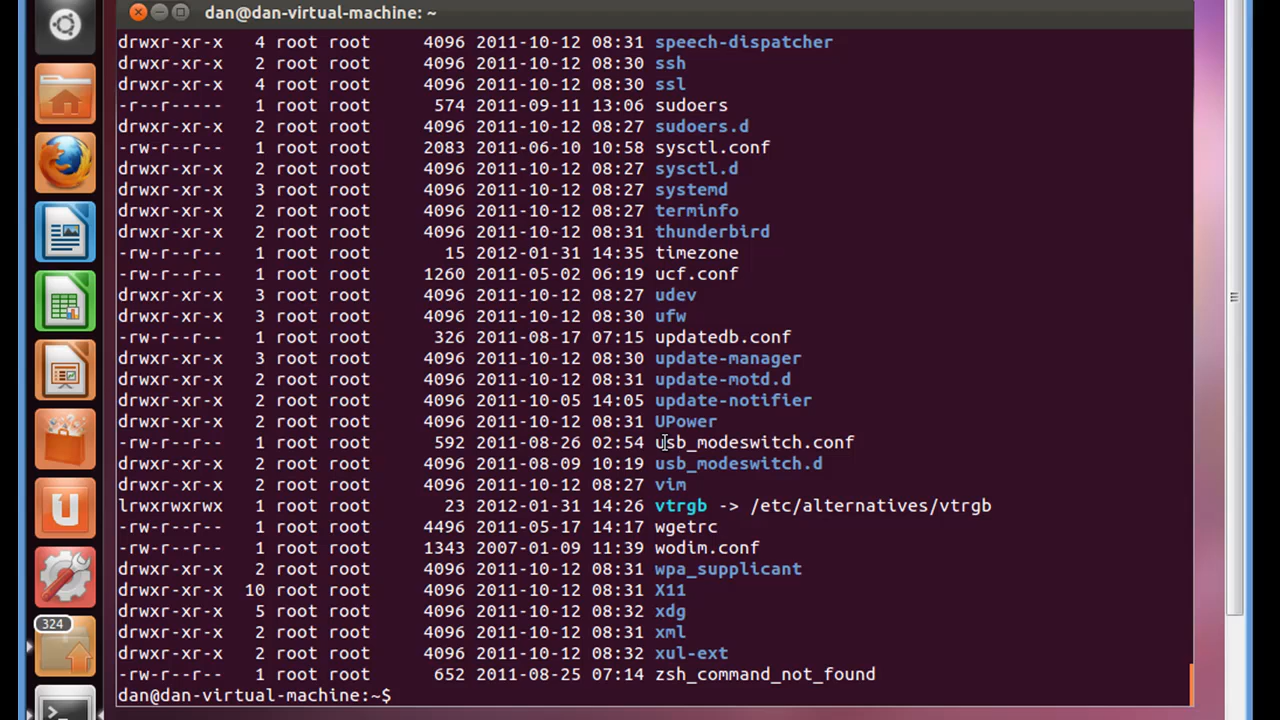 dan@dan-virtual-machine: ~
drwxr-xr-x 4 root root 4096 2011-10-12 08:31 speech-dispatcher
drwxr-xr-x 2 root root 4096 2011-10-12 08:30 ssh
drwxr-xr-x 4 root root 4096 2011-10-12 08:30 ssl
-r--r----- 1 root root 574 2011-09-11 13:06 sudoers
drwxr-xr-x 2 root root 4096 2011-10-12 08:27 sudoers.d
-rw-r--r-- 1 root root 2083 2011-06-10 10:58 sysctl.conf
drwxr-xr-x 2 root root 4096 2011-10-12 08:27 sysctl.d
drwxr-xr-x 3 root root 4096 2011-10-12 08:27 systemd
drwxr-xr-x 2 root root 4096 2011-10-12 08:27 terminfo
drwxr-xr-x 2 root root 4096 2011-10-12 08:31 thunderbird
-rw-r--r-- 1 root root 15 2012-01-31 14:35 timezone
-rw-r--r-- 1 root root 1260 2011-05-02 06:19 ucf.conf
drwxr-xr-x 3 root root 4096 2011-10-12 08:27 udev
drwxr-xr-x 3 root root 4096 2011-10-12 08:30 ufw
-rw-r--r-- 1 root root 326 2011-08-17 07:15 updatedb.conf
drwxr-xr-x 3 root root 4096 2011-10-12 08:30 update-manager
drwxr-xr-x 2 root root 4096 2011-10-12 08:31 update-motd.d
drwxr-xr-x 2 root root 4096 2011-10-05 14:05 update-notifier
drwxr-xr-x 2 root root 4096 2011-10-12 08:31 UPower
-rw-r--r-- 1 root root 592 2011-08-26 02:54 usb_modeswitch.conf
drwxr-xr-x 2 root root 4096 2011-08-09 10:19 usb_modeswitch.d
drwxr-xr-x 2 root root 4096 2011-10-12 08:27 vim
lrwxrwxrwx 1 root root 23 2012-01-31 14:26 vtrgb -> /etc/alternatives/vtrgb
-rw-r--r-- 1 root root 4496 2011-05-17 14:17 wgetrc
-rw-r--r-- 1 root root 1343 2007-01-09 11:39 wodim.conf
drwxr-xr-x 2 root root 4096 2011-10-12 08:31 wpa_supplicant
drwxr-xr-x 10 root root 4096 2011-10-12 08:31 X11
drwxr-xr-x 5 root root 4096 2011-10-12 08:32 xdg
drwxr-xr-x 2 root root 4096 2011-10-12 08:31 xml
drwxr-xr-x 2 root root 4096 2011-10-12 08:32 xul-ext
-rw-r--r-- 1 root root 652 2011-08-25 07:14 zsh_command_not_found
dan@dan-virtual-machine:~$
324